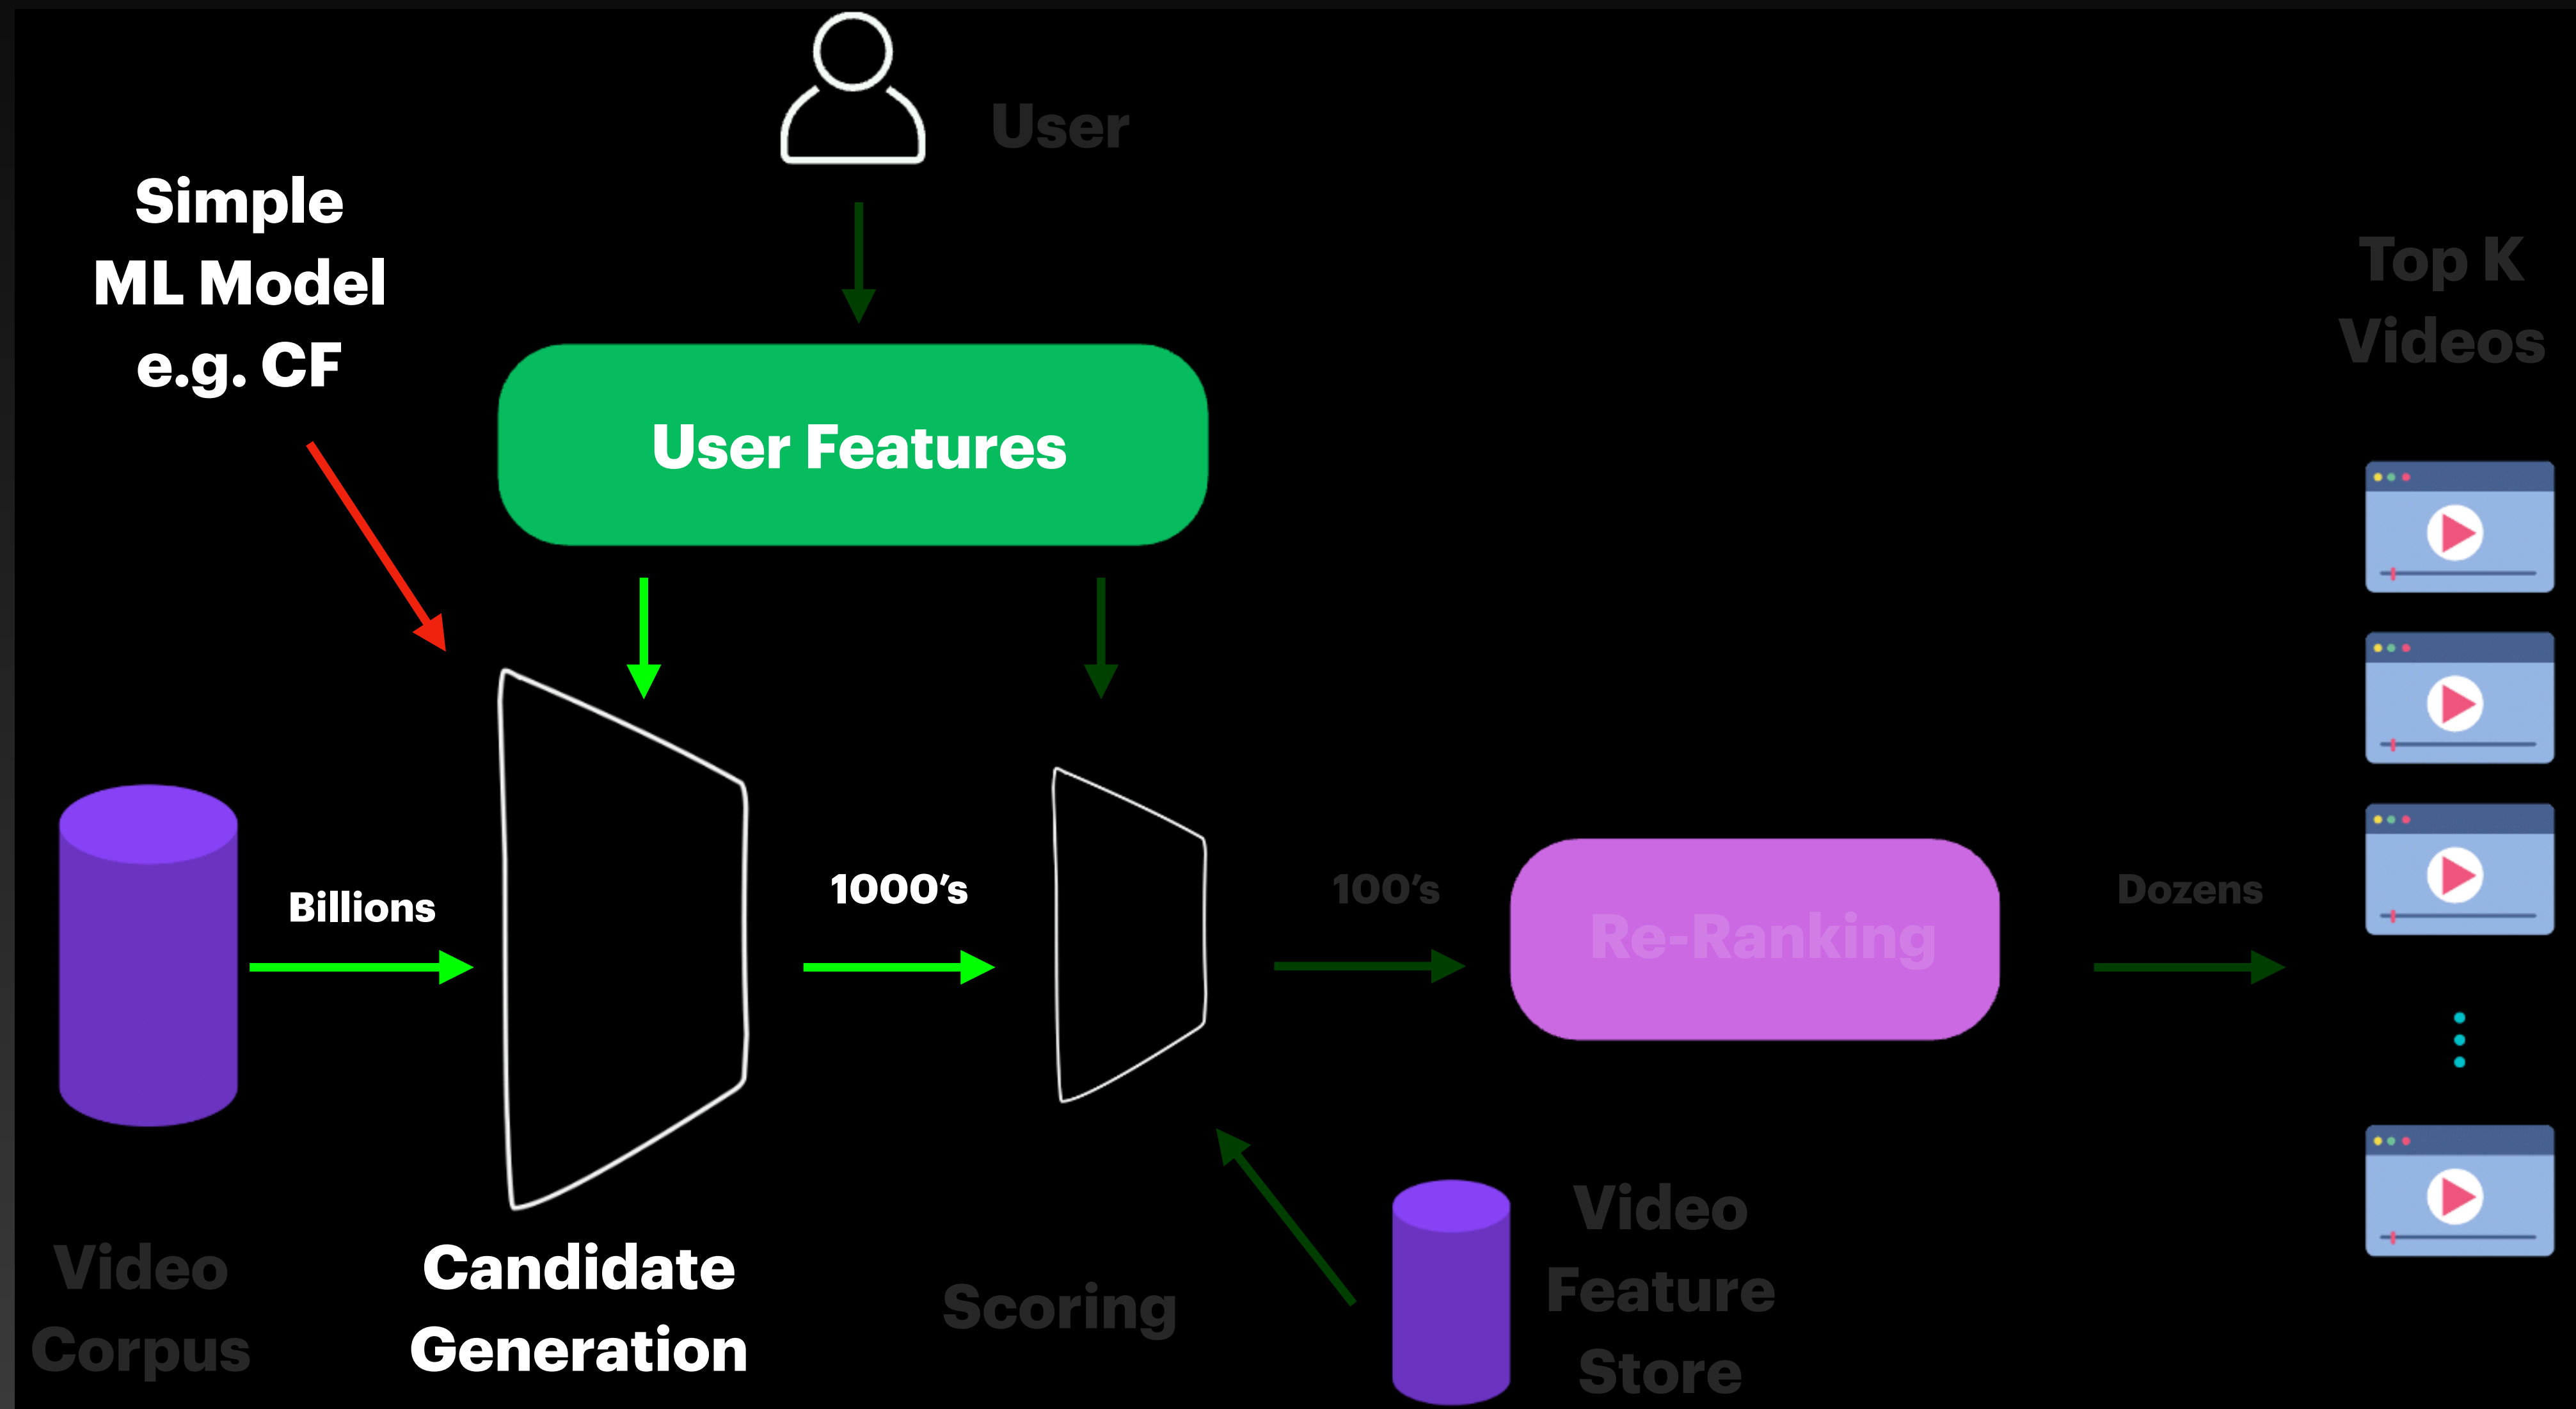 User
Simple
ML Model
e.g. CF
Top K
Videos
User Features
Billions
1000’s
100’s
Dozens
Re-Ranking
Video
Corpus
Candidate
Generation
Scoring
Video
Feature
Store